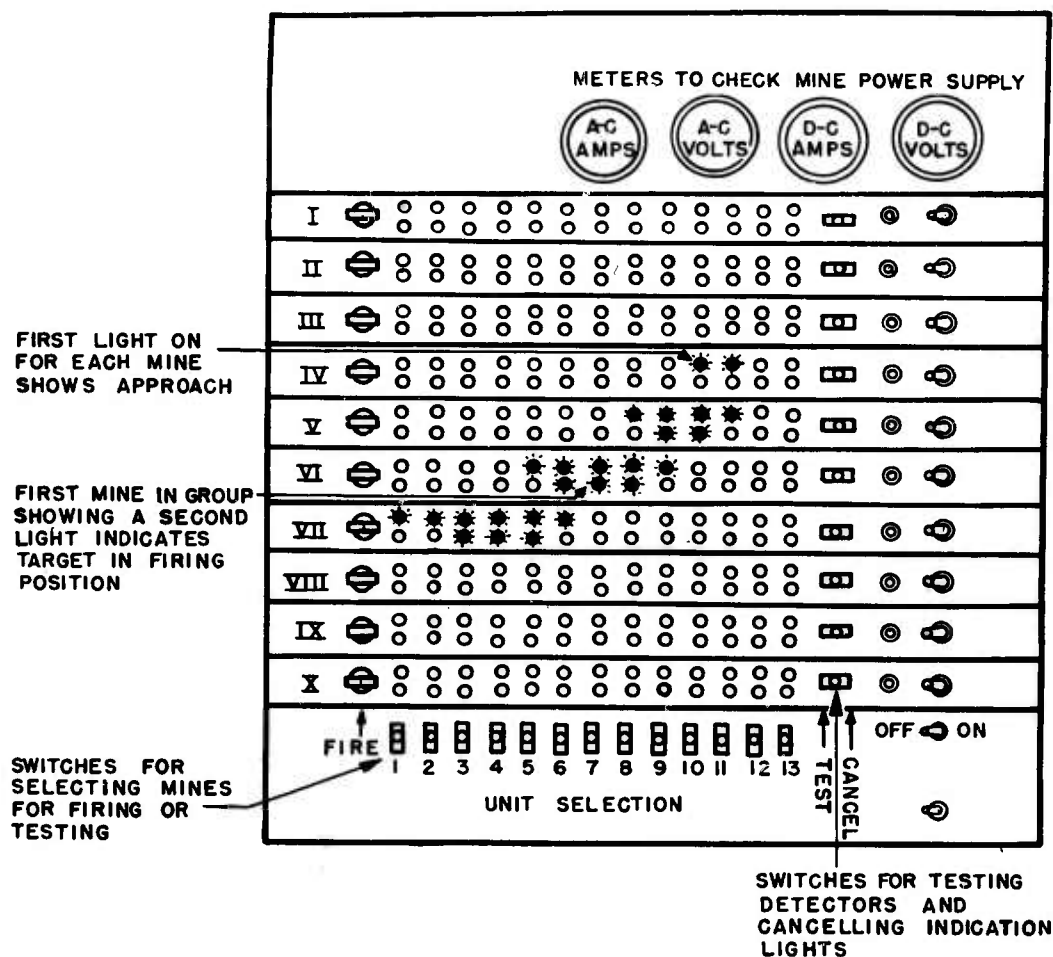 METERS TO CHECK MINE POWER SUPPLY
A-C AMPS
A-C VOLTS
D-C AMPS
D-C VOLTS
I
II
III
FIRST LIGHT ON
FOR EACH MINE
SHOWS APPROACH
IV
V
VI
FIRST MINE IN GROUP
SHOWING A SECOND
LIGHT INDICATES
TARGET IN FIRING
POSITION
VII
VIII
IX
X
FIRE
1 2 3 4 5 6 7 8 9 10 11 12 13
UNIT SELECTION
TEST
CANCEL
OFF ON
SWITCHES FOR
SELECTING MINES
FOR FIRING OR
TESTING
SWITCHES FOR TESTING
DETECTORS AND
CANCELLING INDICATION
LIGHTS